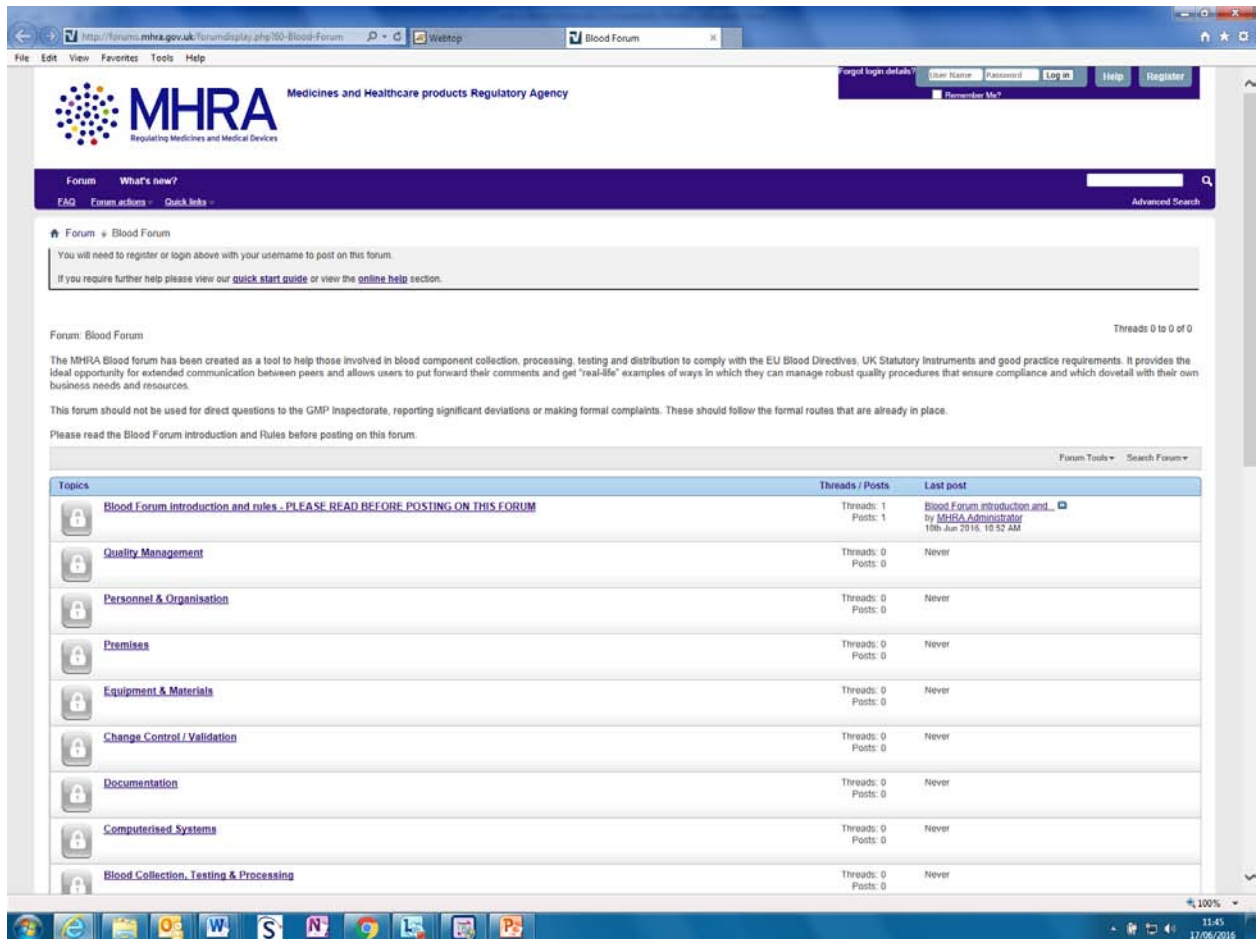 http://forums.mhra.gov.uk/forumdisplay.php?60-Blood-Forum
Webtop
Blood Forum
File Edit View Favorites Tools Help
MHRA
Regulating Medicines and Medical Devices
Medicines and Healthcare products Regulatory Agency
Forgot login details? User Name Password Log in Help Register
Remember Me?
Forum What's new?
FAQ Forum actions Quick links Advanced Search
Forum Blood Forum
You will need to register or login above with your username to post on this forum.
If you require further help please view our quick start guide or view the online help section.
Threads 0 to 0 of 0
Forum: Blood Forum
The MHRA Blood forum has been created as a tool to help those involved in blood component collection, processing, testing and distribution to comply with the EU Blood Directives, UK Statutory Instruments and good practice requirements. It provides the
ideal opportunity for extended communication between peers and allows users to put forward their comments and get "real-life" examples of ways in which they can manage robust quality procedures that ensure compliance and which dovetail with their own
business needs and resources.
This forum should not be used for direct questions to the GMP Inspectorate, reporting significant deviations or making formal complaints. These should follow the formal routes that are already in place.
Please read the Blood Forum introduction and Rules before posting on this forum.
Forum Tools Search Forum
Topics Threads / Posts Last post
Blood Forum introduction and rules - PLEASE READ BEFORE POSTING ON THIS FORUM Threads: 1 Blood Forum introduction and...
Posts: 1 by MHRA Administrator
10th Jun 2016, 10:52 AM
Quality Management Threads: 0 Never
Posts: 0
Personnel & Organisation Threads: 0 Never
Posts: 0
Premises Threads: 0 Never
Posts: 0
Equipment & Materials Threads: 0 Never
Posts: 0
Change Control / Validation Threads: 0 Never
Posts: 0
Documentation Threads: 0 Never
Posts: 0
Computerised Systems Threads: 0 Never
Posts: 0
Blood Collection, Testing & Processing Threads: 0 Never
Posts: 0
100%
11:45
17/06/2016